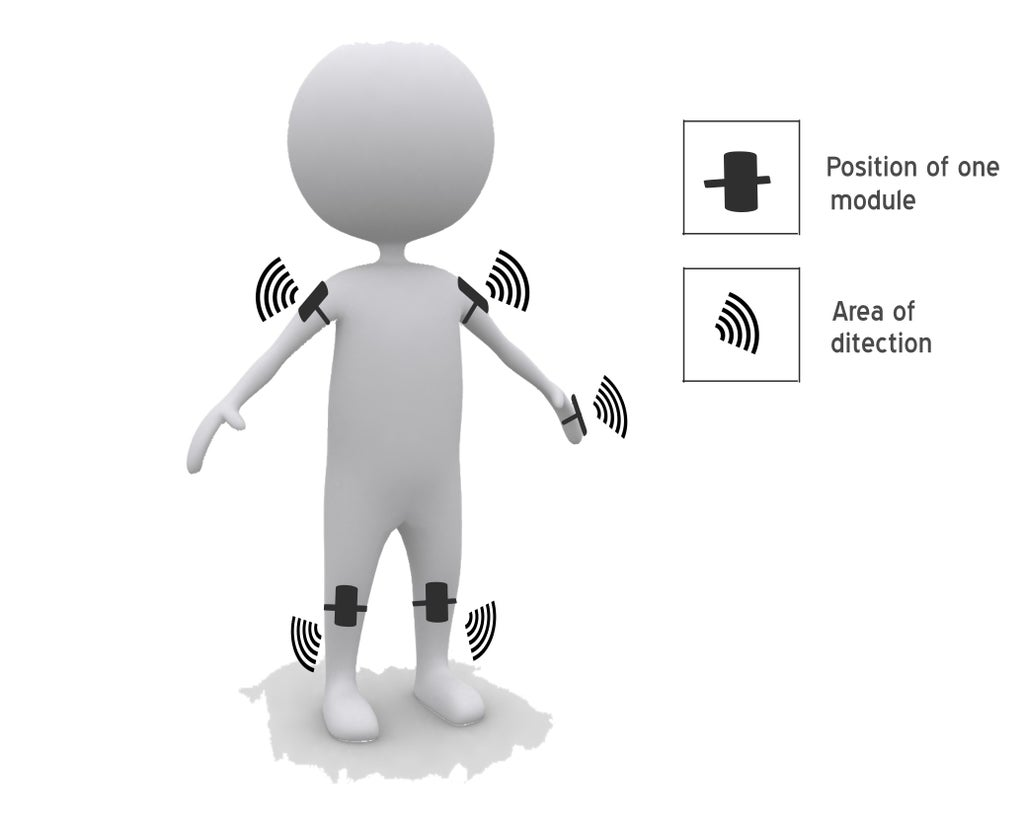 Position of one
module
Area of
ditection